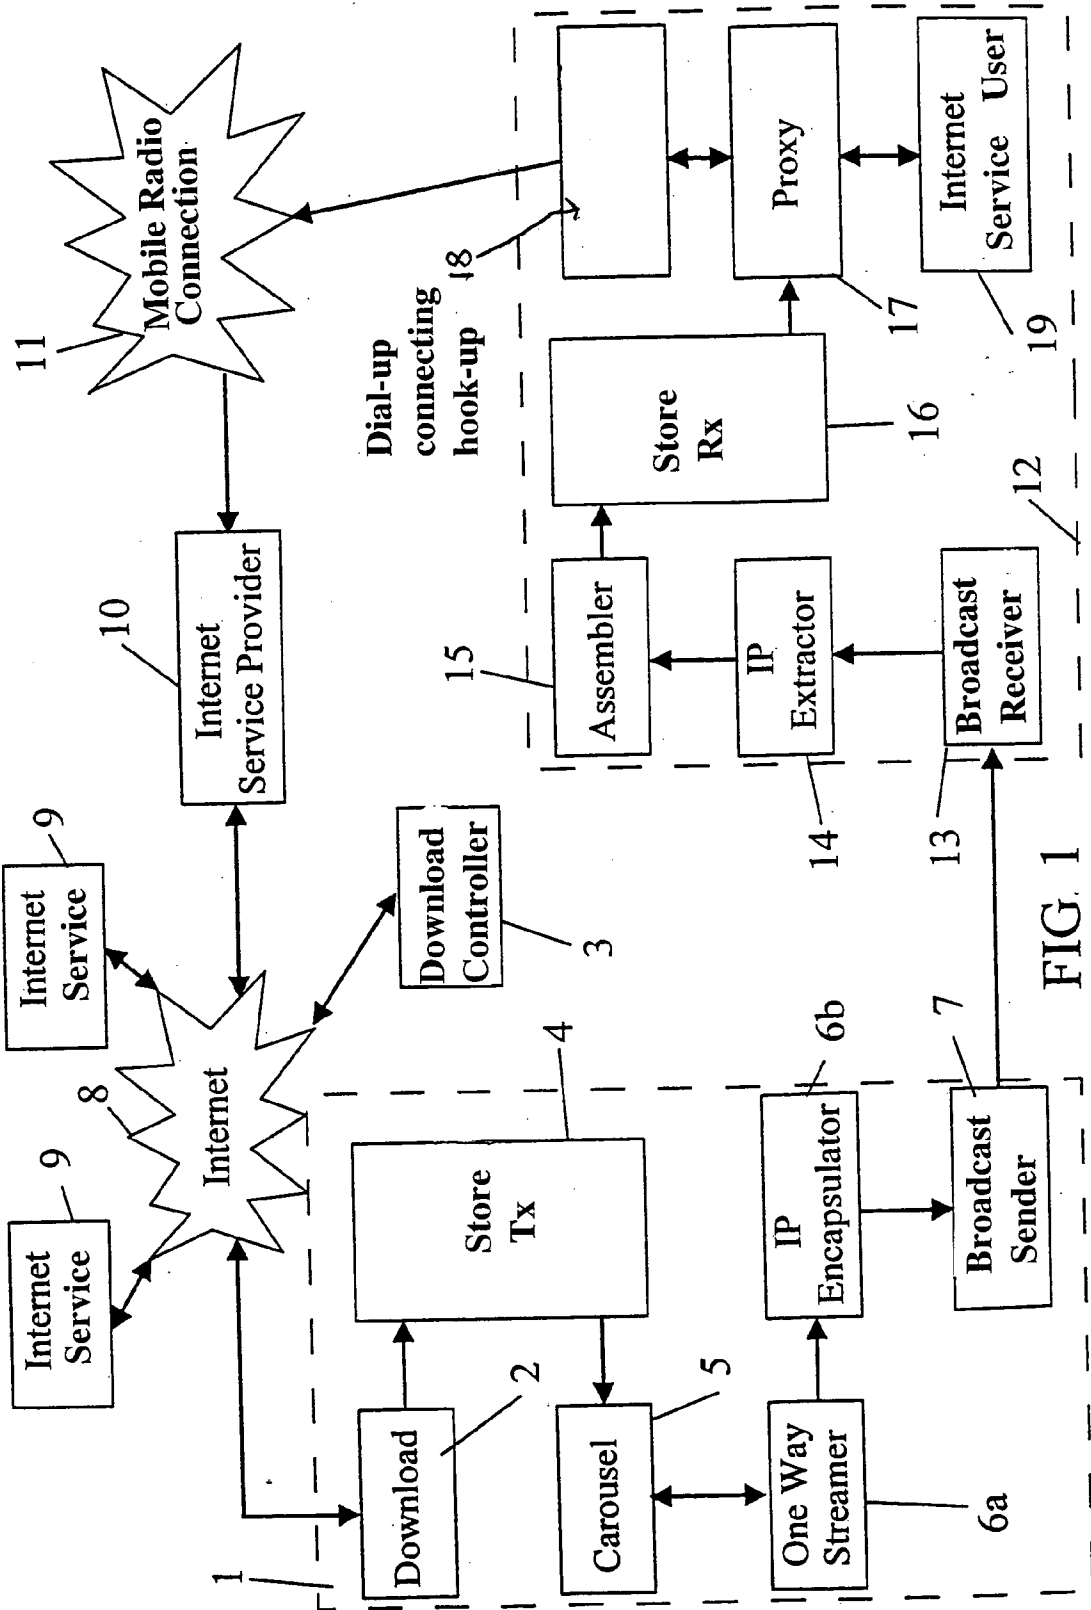 1
Download
2
Store
Tx
4
Carousel
5
One Way
Streamer
6a
IP
Encapsulator
6b
Broadcast
Sender
7
Internet
Service
9
Internet
Service
9
8
Internet
Download
Controller
3
10
Internet
Service Provider
11
Mobile Radio
Connection
Dial-up
connecting
hook-up
18
15
Assembler
IP
Extractor
14
Broadcast
Receiver
13
12
Store
Rx
16
Proxy
17
Internet
Service User
19
FIG. 1